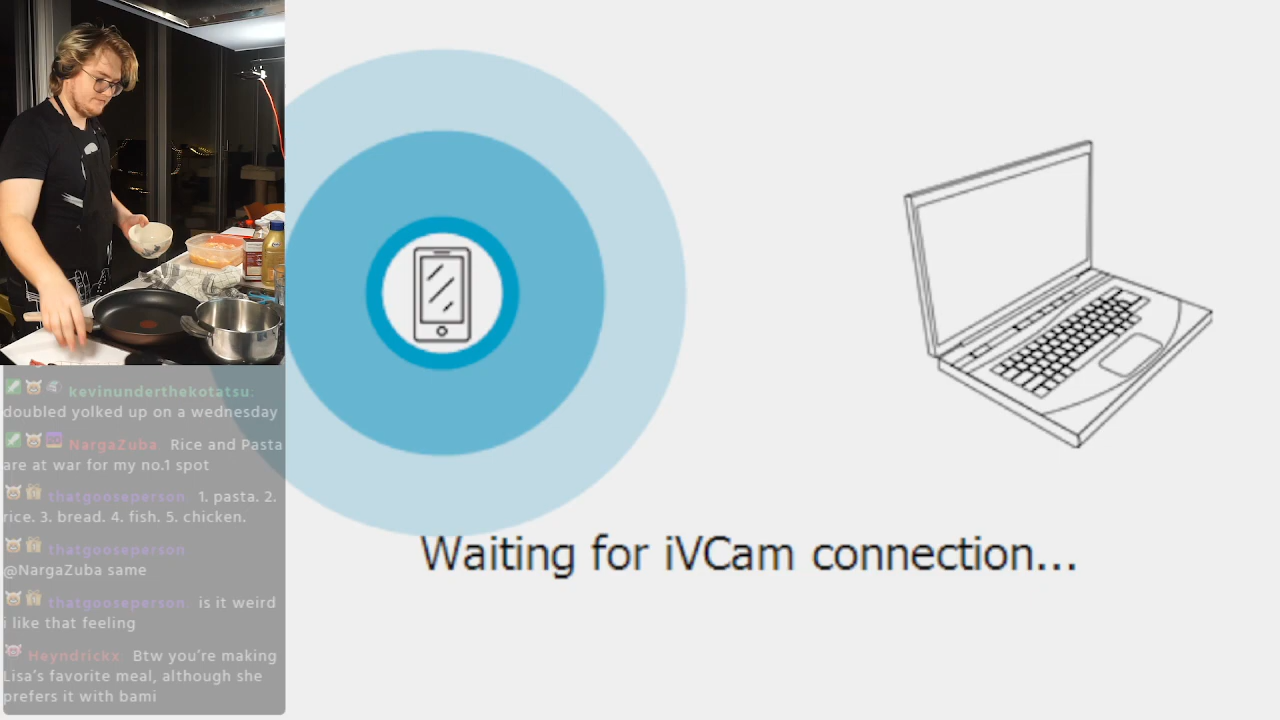 kevinunderthekotatsu:
doubled yolked up on a wednesday
NargaZuba: Rice and Pasta
are at war for my no.1 spot
thatgooseperson: 1. pasta. 2.
rice. 3. bread. 4. fish. 5. chicken.
thatgooseperson:
@NargaZuba same
thatgooseperson: is it weird
i like that feeling
Heyndrickx: Btw you're making
Lisa's favorite meal, although she
prefers it with bami
Waiting for iVCam connection...